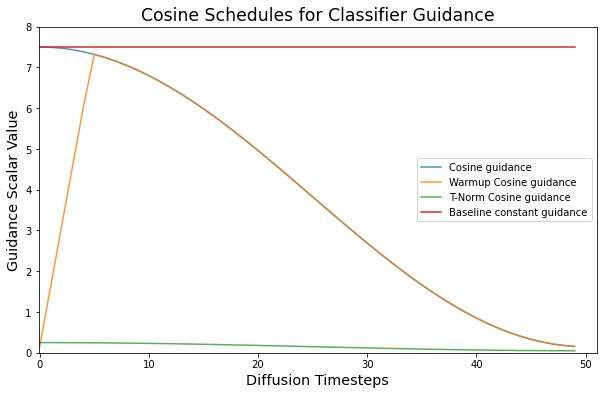 Cosine Schedules for Classifier Guidance
8
7
6
5
4
3
2
1
0
Guidance Scalar Value
Cosine guidance
Warmup Cosine guidance
T-Norm Cosine guidance
Baseline constant guidance
0 10 20 30 40 50
Diffusion Timesteps